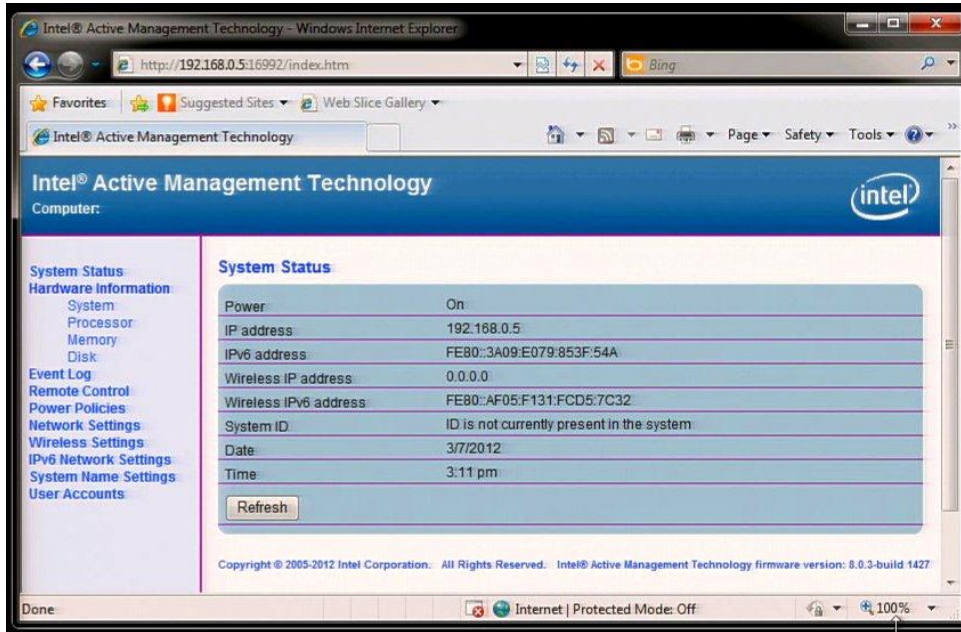 Intel® Active Management Technology - Windows Internet Explorer
http://192.168.0.5:16992/index.htm
Bing
Favorites Suggested Sites Web Slice Gallery
Intel® Active Management Technology Page Safety Tools
Intel® Active Management Technology
Computer:
intel
System Status
Hardware Information
System
Processor
Memory
Disk
Event Log
Remote Control
Power Policies
Network Settings
Wireless Settings
IPv6 Network Settings
System Name Settings
User Accounts
System Status
Power On
IP address 192.168.0.5
IPv6 address FE80::3A09:E079:853F:54A
Wireless IP address 0.0.0.0
Wireless IPv6 address FE80::AF05:F131:FCD5:7C32
System ID ID is not currently present in the system
Date 3/7/2012
Time 3:11 pm
Refresh
Copyright © 2005-2012 Intel Corporation. All Rights Reserved. Intel® Active Management Technology firmware version: 8.0.3-build 1427
Done Internet | Protected Mode: Off 100%